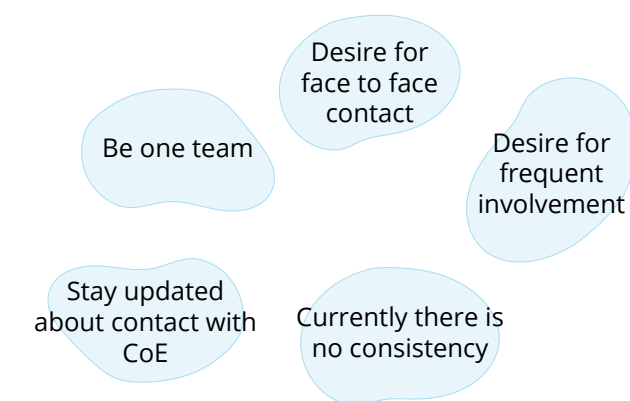 Desire for
face to face
contact
Be one team
Desire for
frequent
involvement
Stay updated
about contact with
CoE
Currently there is
no consistency